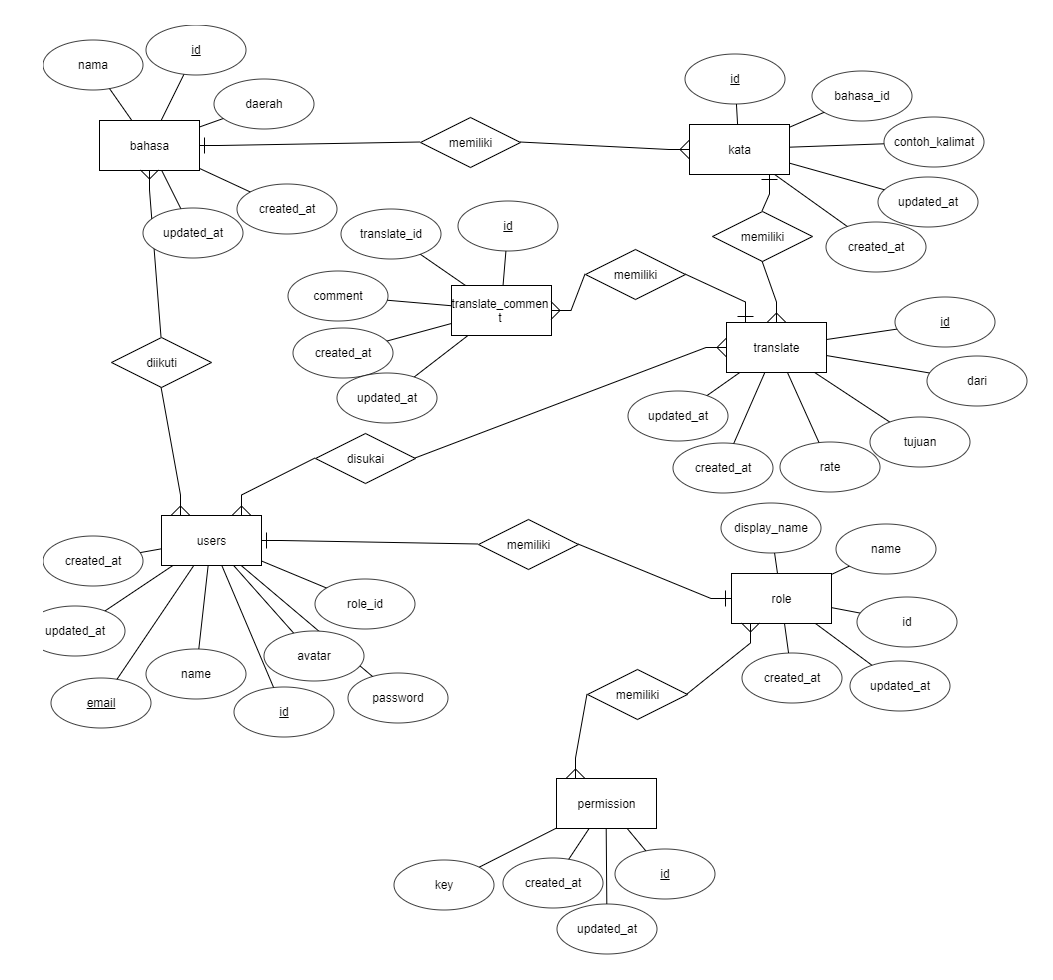 id
nama
daerah
bahasa
created_at
updated_at
memiliki
id
bahasa_id
kata
contoh_kalimat
updated_at
created_at
memiliki
id
translate_id
comment
translate_commen
t
created_at
updated_at
memiliki
id
translate
dari
tujuan
rate
created_at
updated_at
diikuti
disukai
users
created_at
updated_at
email
name
id
avatar
password
role_id
memiliki
display_name
name
role
id
created_at
updated_at
memiliki
permission
key
created_at
updated_at
id